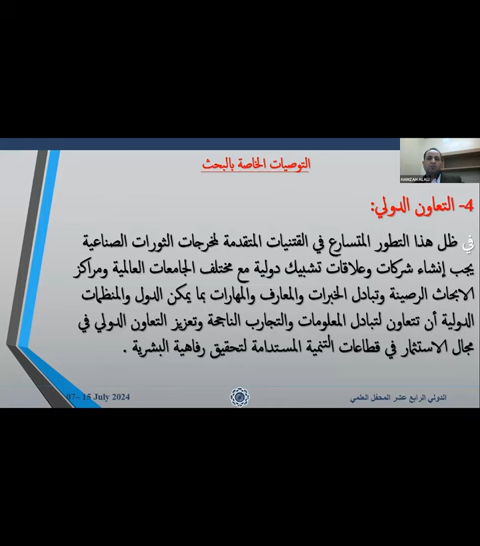 التوصيات الخاصة بالبحث
HAMZAH ALALI
4- التعاون الدولي:
في ظل هذا التطور المتسارع في التقنيات المتقدمة لمخرجات الثورات الصناعية
يجب إنشاء شركات وعلاقات تشبيك دولية مع مختلف الجامعات العالمية ومراكز
الابحاث الرصينة وتبادل الخبرات والمعارف والمهارات بما يمكن الدول والمنظمات
الدولية أن تتعاون لتبادل المعلومات والتجارب الناجحة وتعزيز التعاون الدولي في
مجال الاستثمار في قطاعات التنمية المستدامة لتحقيق رفاهية البشرية .
الدولي الرابع عشر المحفل العلمي
07- 15 July 2024